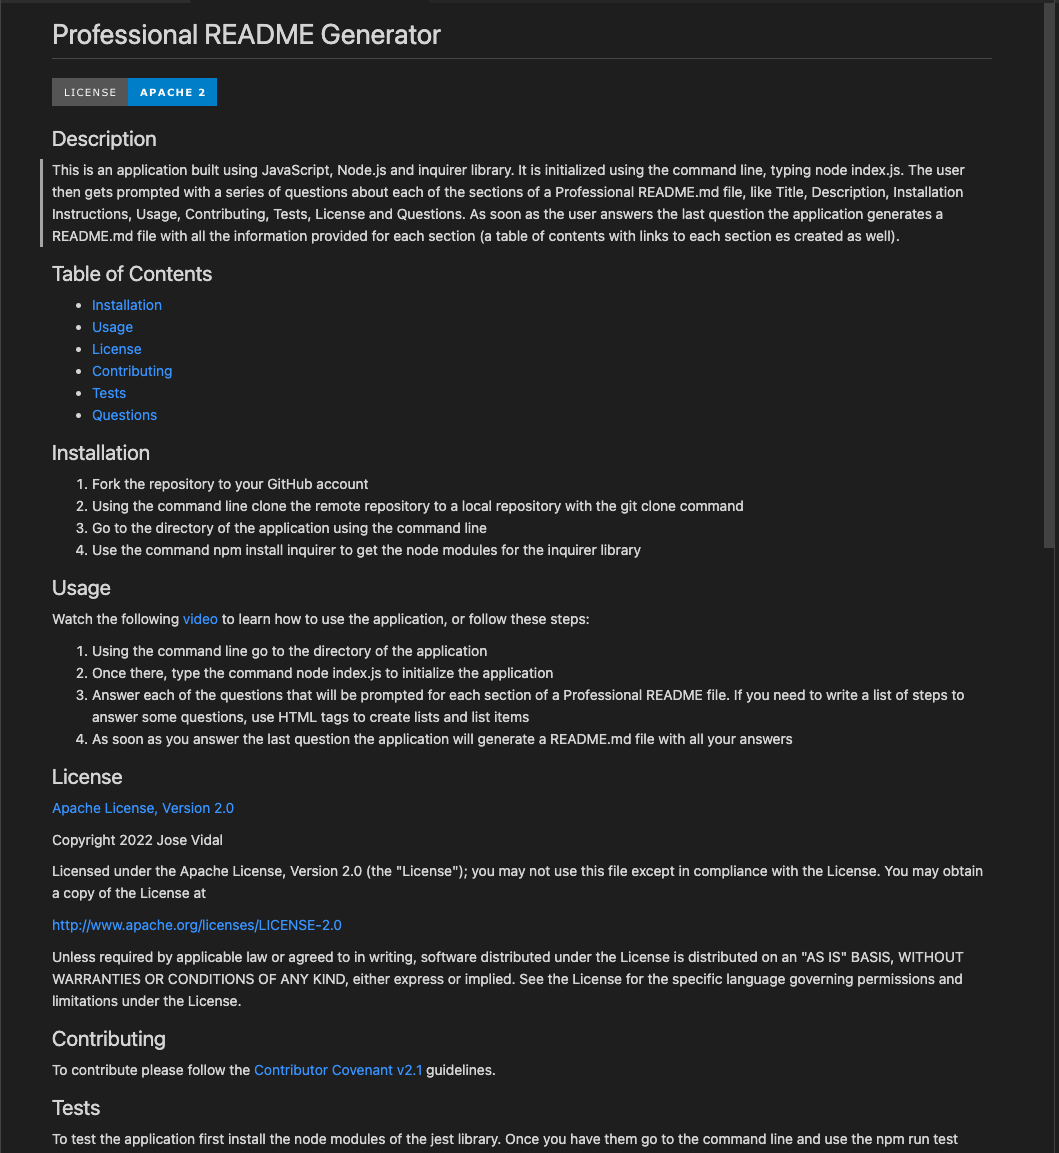 Professional README Generator
LICENSE APACHE 2
Description
This is an application built using JavaScript, Node.js and inquirer library. It is initialized using the command line, typing node index.js. The user
then gets prompted with a series of questions about each of the sections of a Professional README.md file, like Title, Description, Installation
Instructions, Usage, Contributing, Tests, License and Questions. As soon as the user answers the last question the application generates a
README.md file with all the information provided for each section (a table of contents with links to each section es created as well).
Table of Contents
• Installation
• Usage
• License
• Contributing
• Tests
• Questions
Installation
1. Fork the repository to your GitHub account
2. Using the command line clone the remote repository to a local repository with the git clone command
3. Go to the directory of the application using the command line
4. Use the command npm install inquirer to get the node modules for the inquirer library
Usage
Watch the following video to learn how to use the application, or follow these steps:
1. Using the command line go to the directory of the application
2. Once there, type the command node index.js to initialize the application
3. Answer each of the questions that will be prompted for each section of a Professional README file. If you need to write a list of steps to
answer some questions, use HTML tags to create lists and list items
4. As soon as you answer the last question the application will generate a README.md file with all your answers
License
Apache License, Version 2.0
Copyright 2022 Jose Vidal
Licensed under the Apache License, Version 2.0 (the "License"); you may not use this file except in compliance with the License. You may obtain
a copy of the License at
http://www.apache.org/licenses/LICENSE-2.0
Unless required by applicable law or agreed to in writing, software distributed under the License is distributed on an "AS IS" BASIS, WITHOUT
WARRANTIES OR CONDITIONS OF ANY KIND, either express or implied. See the License for the specific language governing permissions and
limitations under the License.
Contributing
To contribute please follow the Contributor Covenant v2.1 guidelines.
Tests
To test the application first install the node modules of the jest library. Once you have them go to the command line and use the npm run test